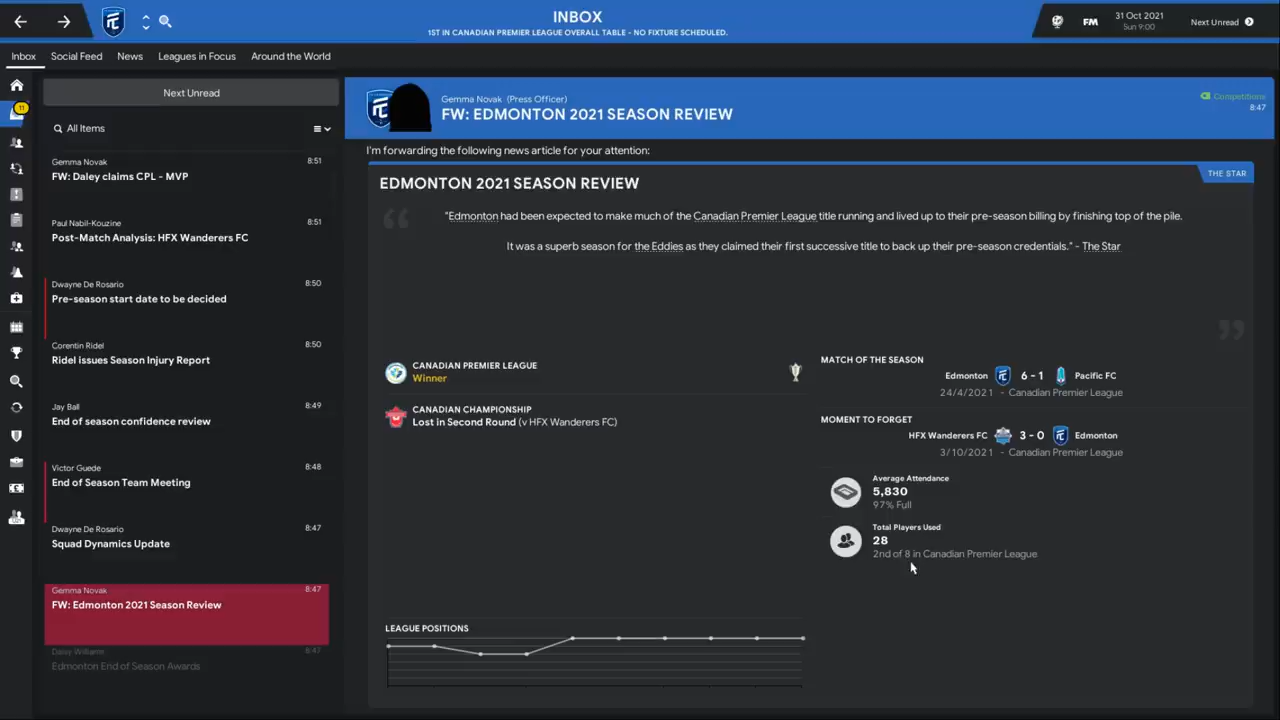 INBOX
1ST IN CANADIAN PREMIER LEAGUE OVERALL TABLE - NO FIXTURE SCHEDULED.
FM
31 Oct 2021
Sun 9:00
Next Unread
Inbox
Social Feed
News
Leagues in Focus
Around the World
11
Next Unread
All Items
Gemma Novak
8:51
FW: Daley claims CPL - MVP
Paul Nabil-Kouzine
8:51
Post-Match Analysis: HFX Wanderers FC
Dwayne De Rosario
8:50
Pre-season start date to be decided
Corentin Ridel
8:50
Ridel issues Season Injury Report
Jay Ball
8:49
End of season confidence review
Victor Guede
8:48
End of Season Team Meeting
Dwayne De Rosario
8:47
Squad Dynamics Update
Gemma Novak
8:47
FW: Edmonton 2021 Season Review
Daisy Williams
8:47
Edmonton End of Season Awards
Gemma Novak (Press Officer)
FW: EDMONTON 2021 SEASON REVIEW
Competitions
8:47
I'm forwarding the following news article for your attention:
EDMONTON 2021 SEASON REVIEW
THE STAR
"Edmonton had been expected to make much of the Canadian Premier League title running and lived up to their pre-season billing by finishing top of the pile.
It was a superb season for the Eddies as they claimed their first successive title to back up their pre-season credentials." - The Star
CANADIAN PREMIER LEAGUE
Winner
CANADIAN CHAMPIONSHIP
Lost in Second Round (v HFX Wanderers FC)
MATCH OF THE SEASON
Edmonton 6 - 1 Pacific FC
24/4/2021 - Canadian Premier League
MOMENT TO FORGET
HFX Wanderers FC 3 - 0 Edmonton
3/10/2021 - Canadian Premier League
Average Attendance
5,830
97% Full
Total Players Used
28
2nd of 8 in Canadian Premier League
LEAGUE POSITIONS